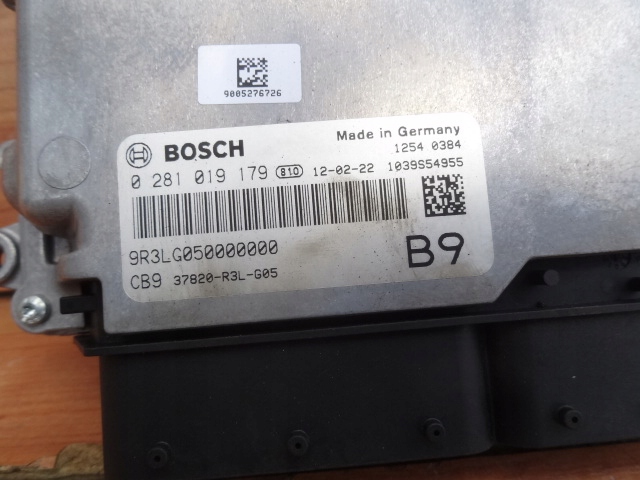 9005276726
BOSCH
Made in Germany
1254 0384
0 281 019 179 810 12-02-22 1039S54955
9R3LG050000000
B9
CB9 37820-R3L-G05